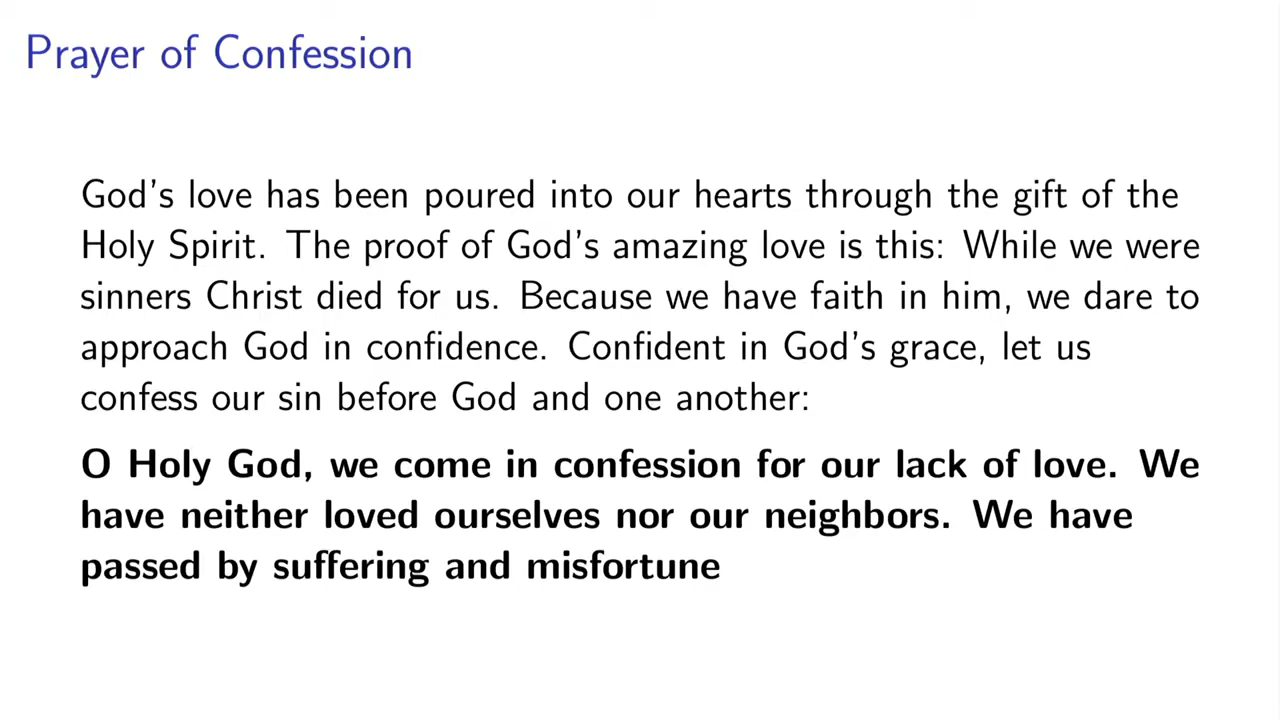 Prayer of Confession
God's love has been poured into our hearts through the gift of the
Holy Spirit. The proof of God's amazing love is this: While we were
sinners Christ died for us. Because we have faith in him, we dare to
approach God in confidence. Confident in God's grace, let us
confess our sin before God and one another:
O Holy God, we come in confession for our lack of love. We
have neither loved ourselves nor our neighbors. We have
passed by suffering and misfortune